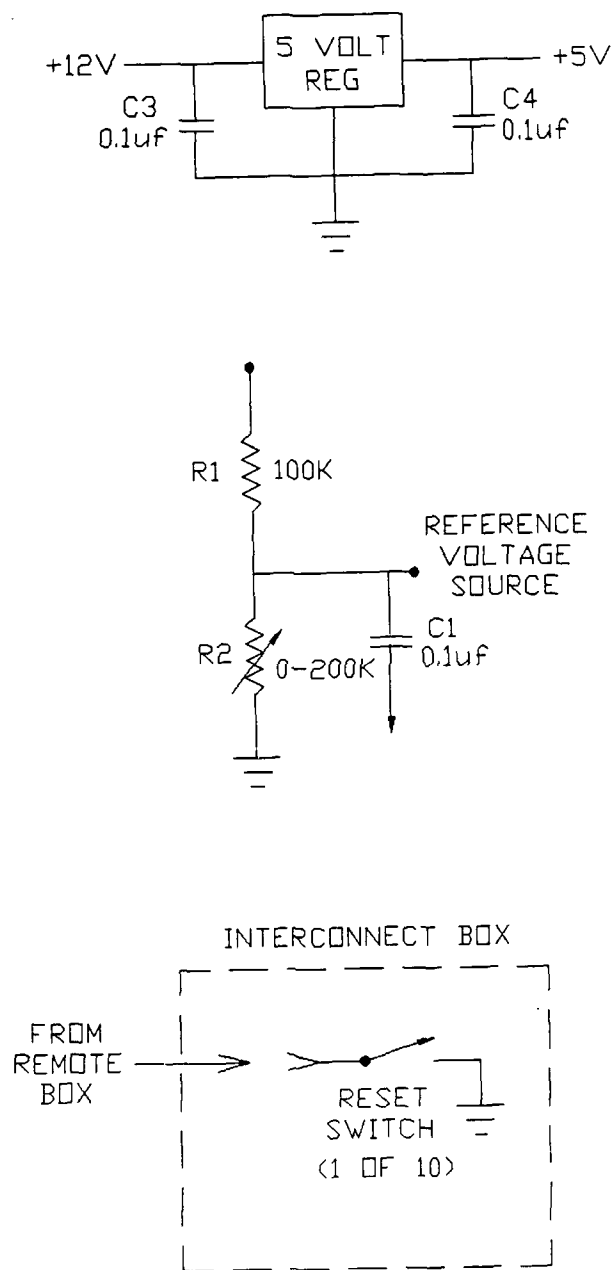 5 VOLT
REG
+12V
+5V
C3
0.1uf
C4
0.1uf
R1
100K
REFERENCE
VOLTAGE
SOURCE
R2
0-200K
C1
0.1uf
INTERCONNECT BOX
FROM
REMOTE
BOX
RESET
SWITCH
(1 OF 10)